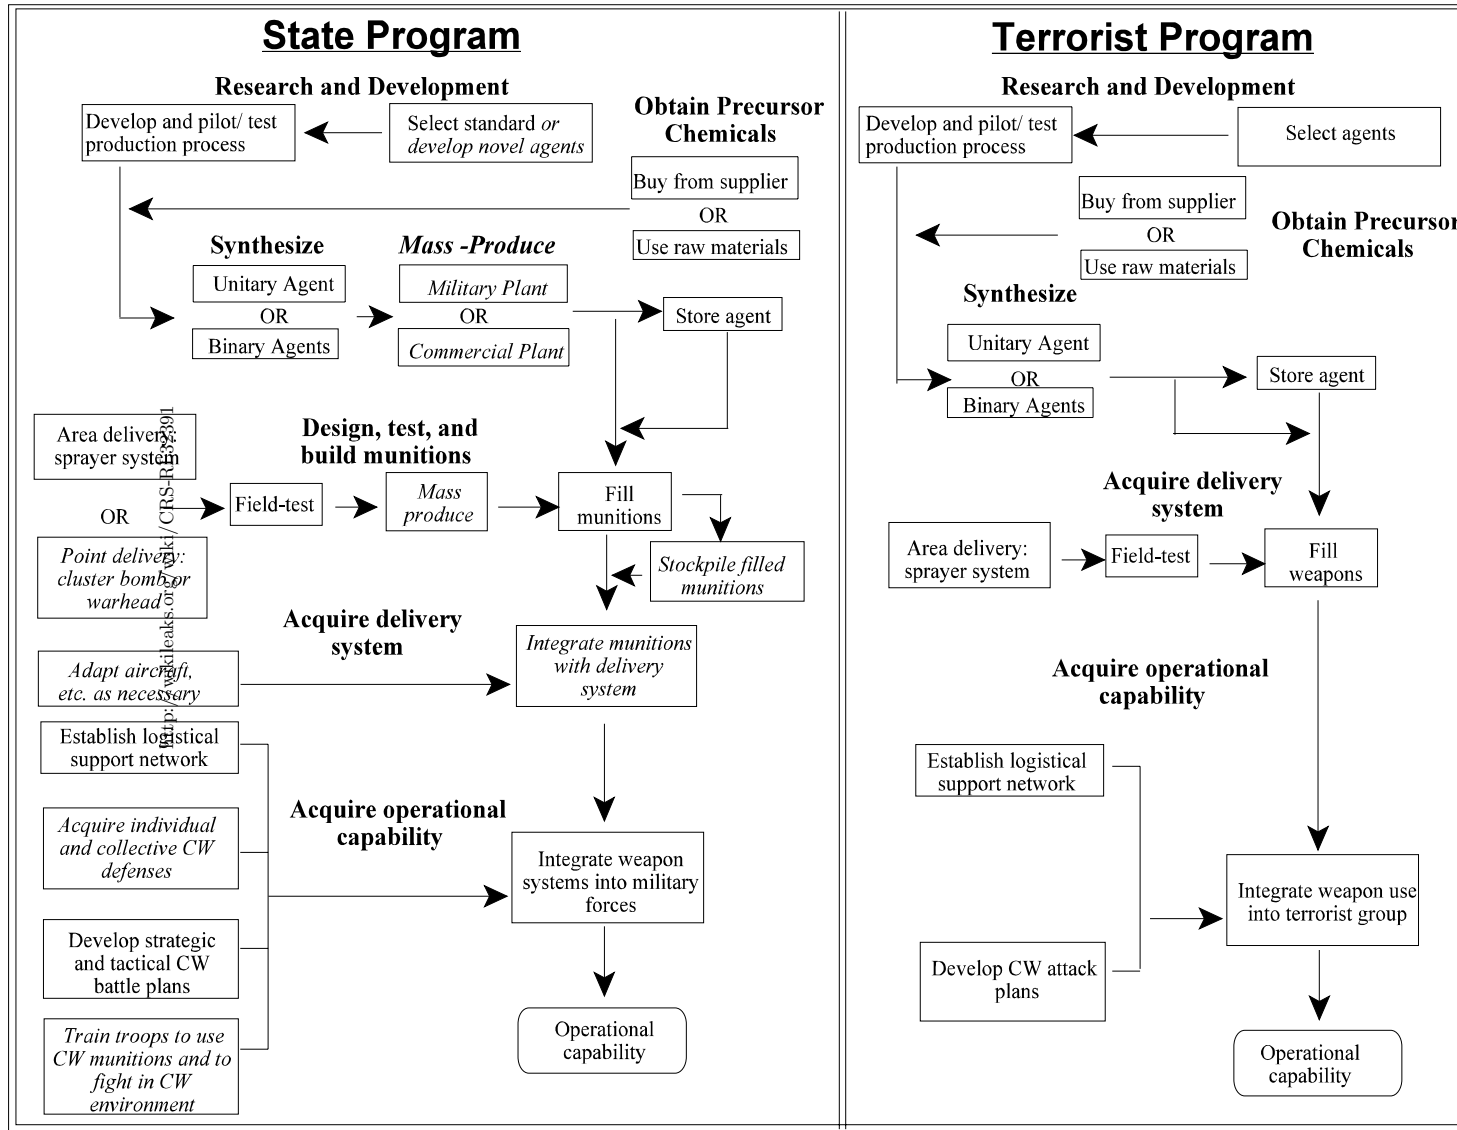 State Program
Research and Development
Develop and pilot/ test
production process
Select standard or
develop novel agents
Obtain Precursor
Chemicals
Buy from supplier
OR
Use raw materials
Synthesize
Unitary Agent
OR
Binary Agents
Mass -Produce
Military Plant
OR
Commercial Plant
Store agent
Area delivery:
sprayer system
OR
Point delivery:
cluster bomb or
warhead
Field-test
Design, test, and
build munitions
Mass
produce
Fill
munitions
Stockpile filled
munitions
Acquire delivery
system
Adapt aircraft,
etc. as necessary
Integrate munitions
with delivery
system
Establish logistical
support network
Acquire individual
and collective CW
defenses
Develop strategic
and tactical CW
battle plans
Train troops to use
CW munitions and to
fight in CW
environment
Acquire operational
capability
Integrate weapon
systems into military
forces
Operational
capability
http://wikileaks.org/wiki/CRS-RL32391
Terrorist Program
Research and Development
Develop and pilot/ test
production process
Select agents
Buy from supplier
OR
Use raw materials
Obtain Precursor
Chemicals
Synthesize
Unitary Agent
OR
Binary Agents
Store agent
Acquire delivery
system
Area delivery:
sprayer system
Field-test
Fill
weapons
Acquire operational
capability
Establish logistical
support network
Develop CW attack
plans
Integrate weapon use
into terrorist group
Operational
capability